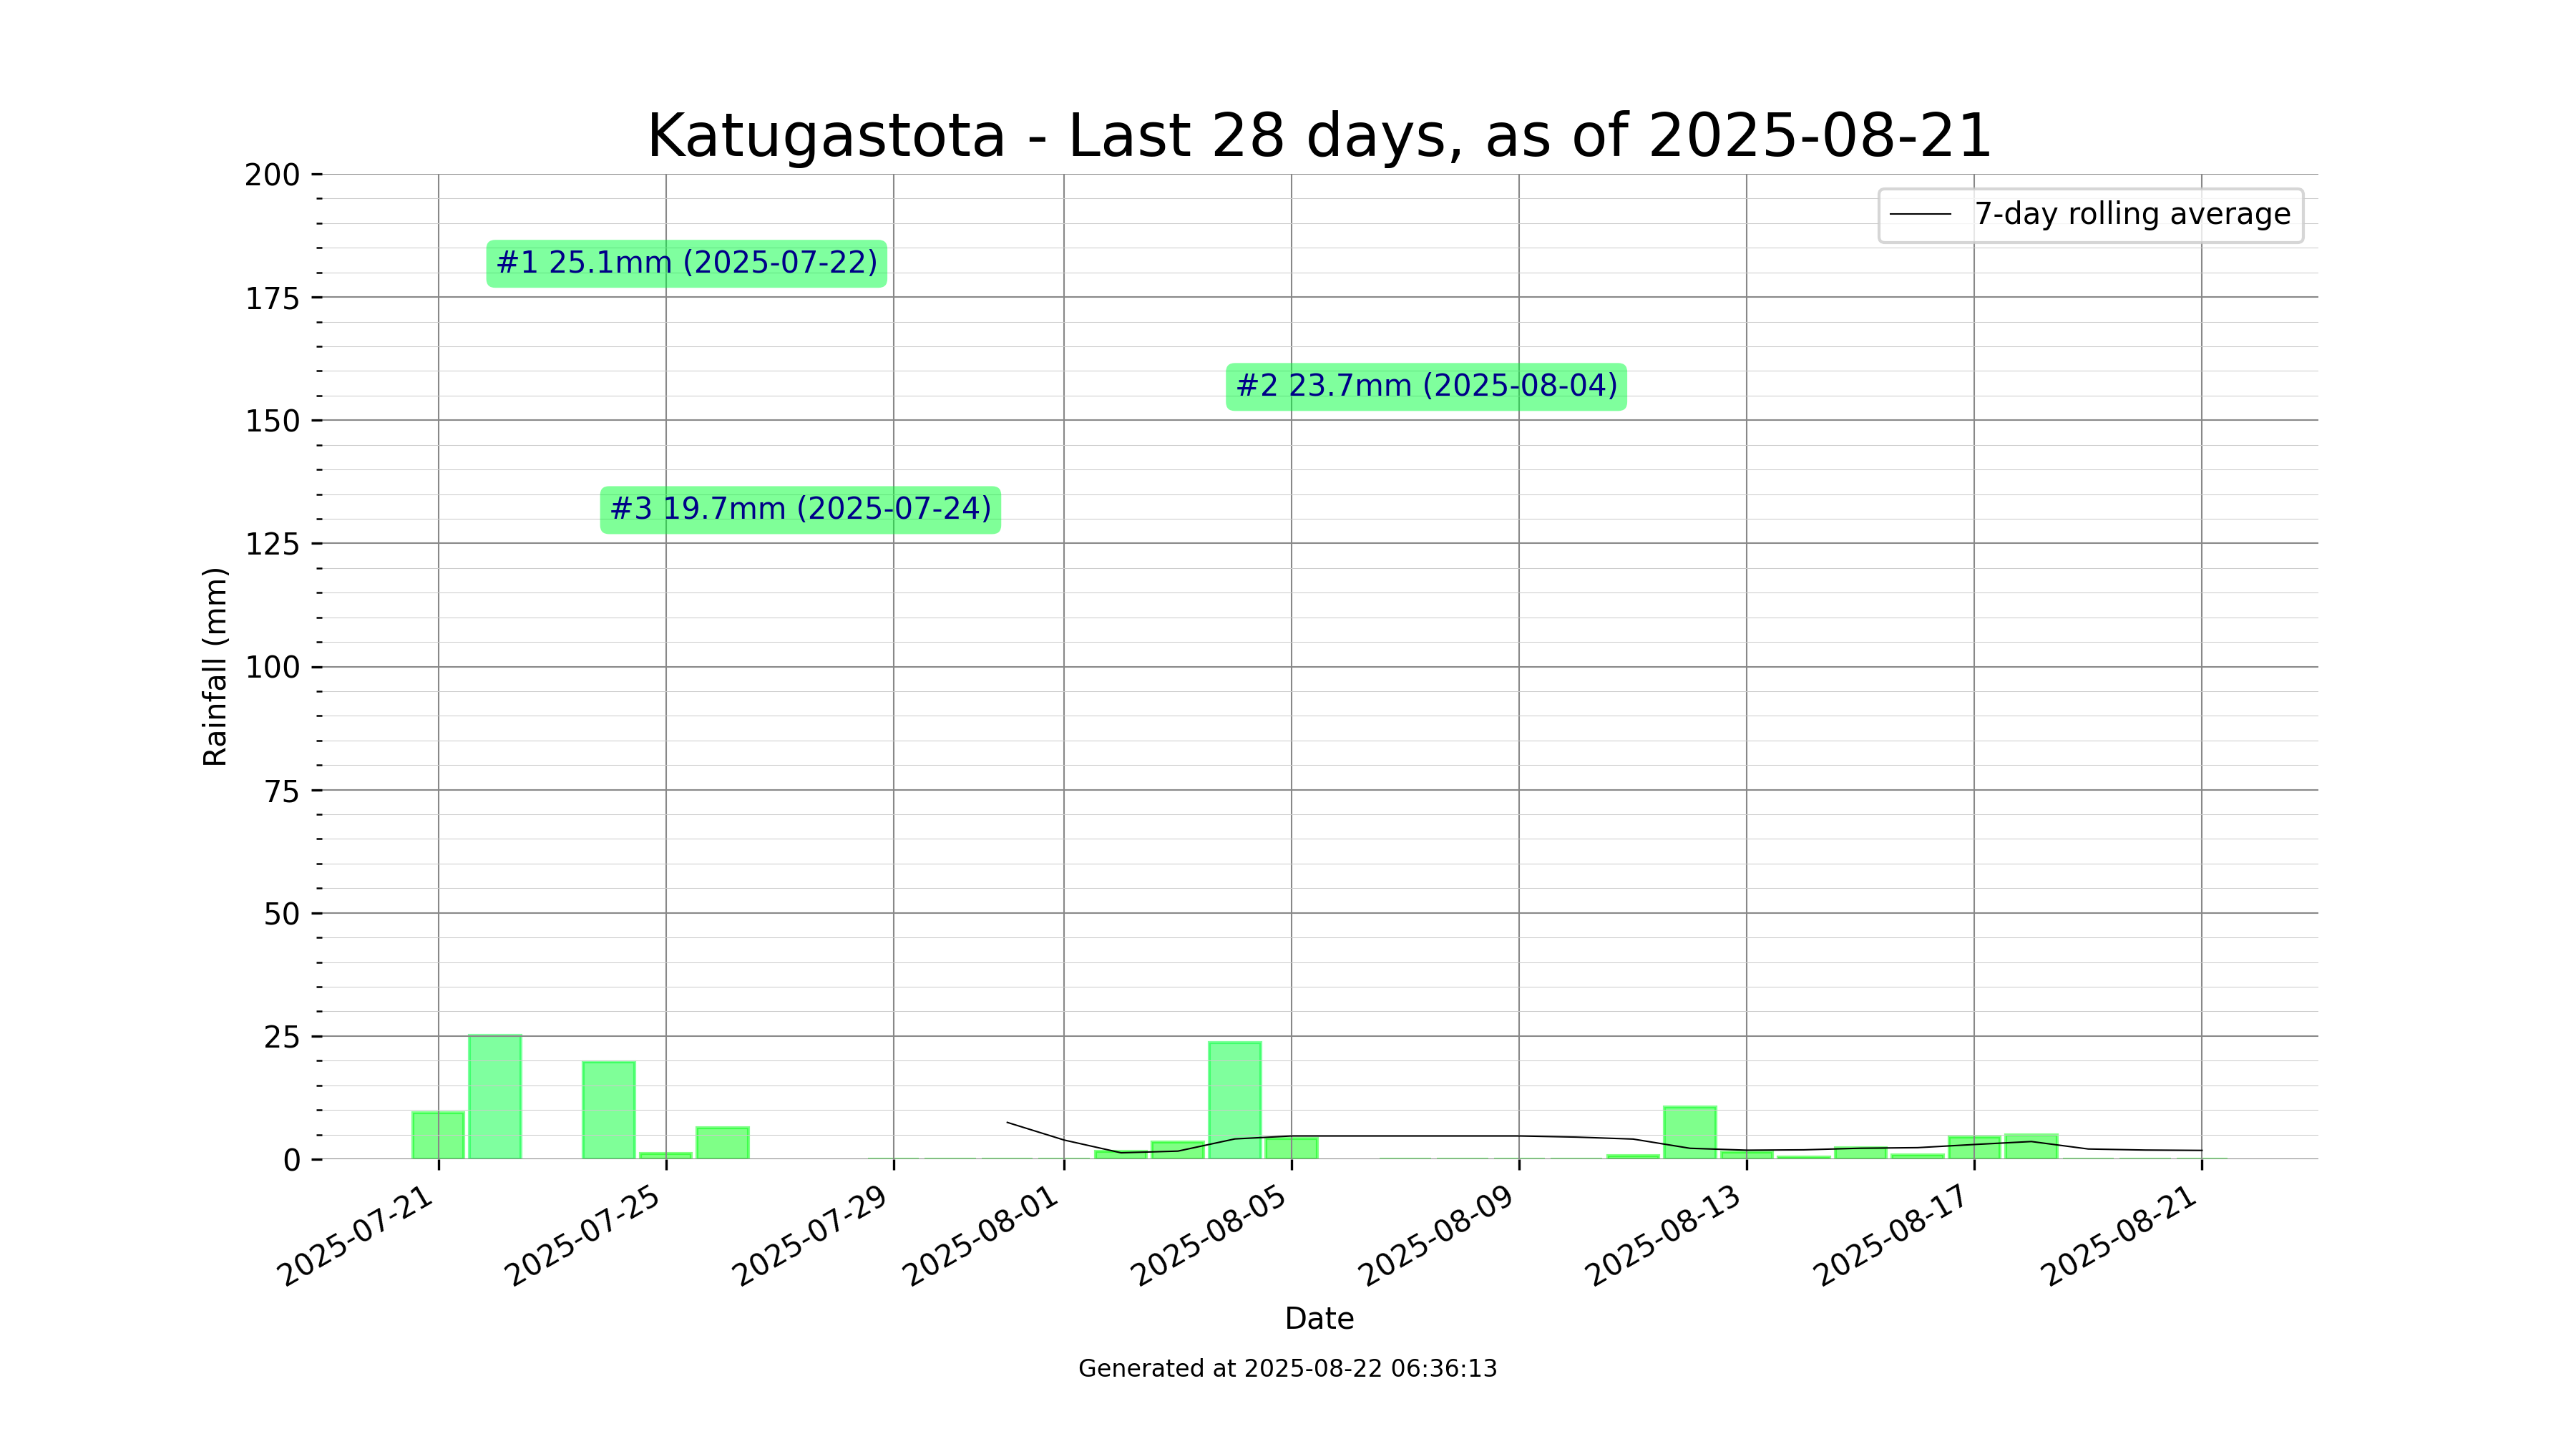 Katugastota - Last 28 days, as of 2025-08-21
200
175
150
125
100
75
50
25
0
Rainfall (mm)
7-day rolling average
#1 25.1mm (2025-07-22)
#2 23.7mm (2025-08-04)
#3 19.7mm (2025-07-24)
2025-07-21
2025-07-25
2025-07-29
2025-08-01
2025-08-05
2025-08-09
2025-08-13
2025-08-17
2025-08-21
Date
Generated at 2025-08-22 06:36:13